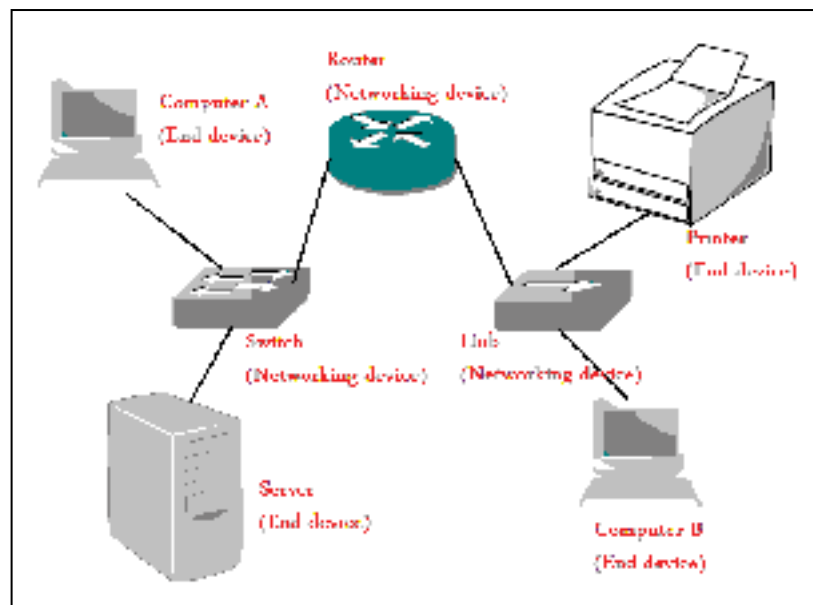 Router
(Networking device)
Computer A
(End device)
Printer
(End device)
Switch
(Networking device)
Hub
(Networking device)
Server
(End device)
Computer B
(End device)